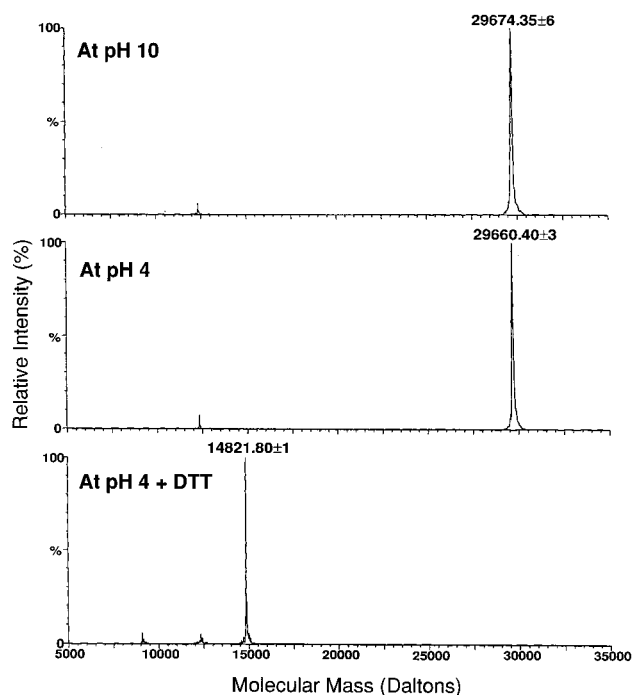 29674.35±6
At pH 10
%
0
100
29660.40±3
At pH 4
%
0
100
14821.80±1
At pH 4 + DTT
%
0
5000 10000 15000 20000 25000 30000 35000
Relative Intensity (%)
Molecular Mass (Daltons)